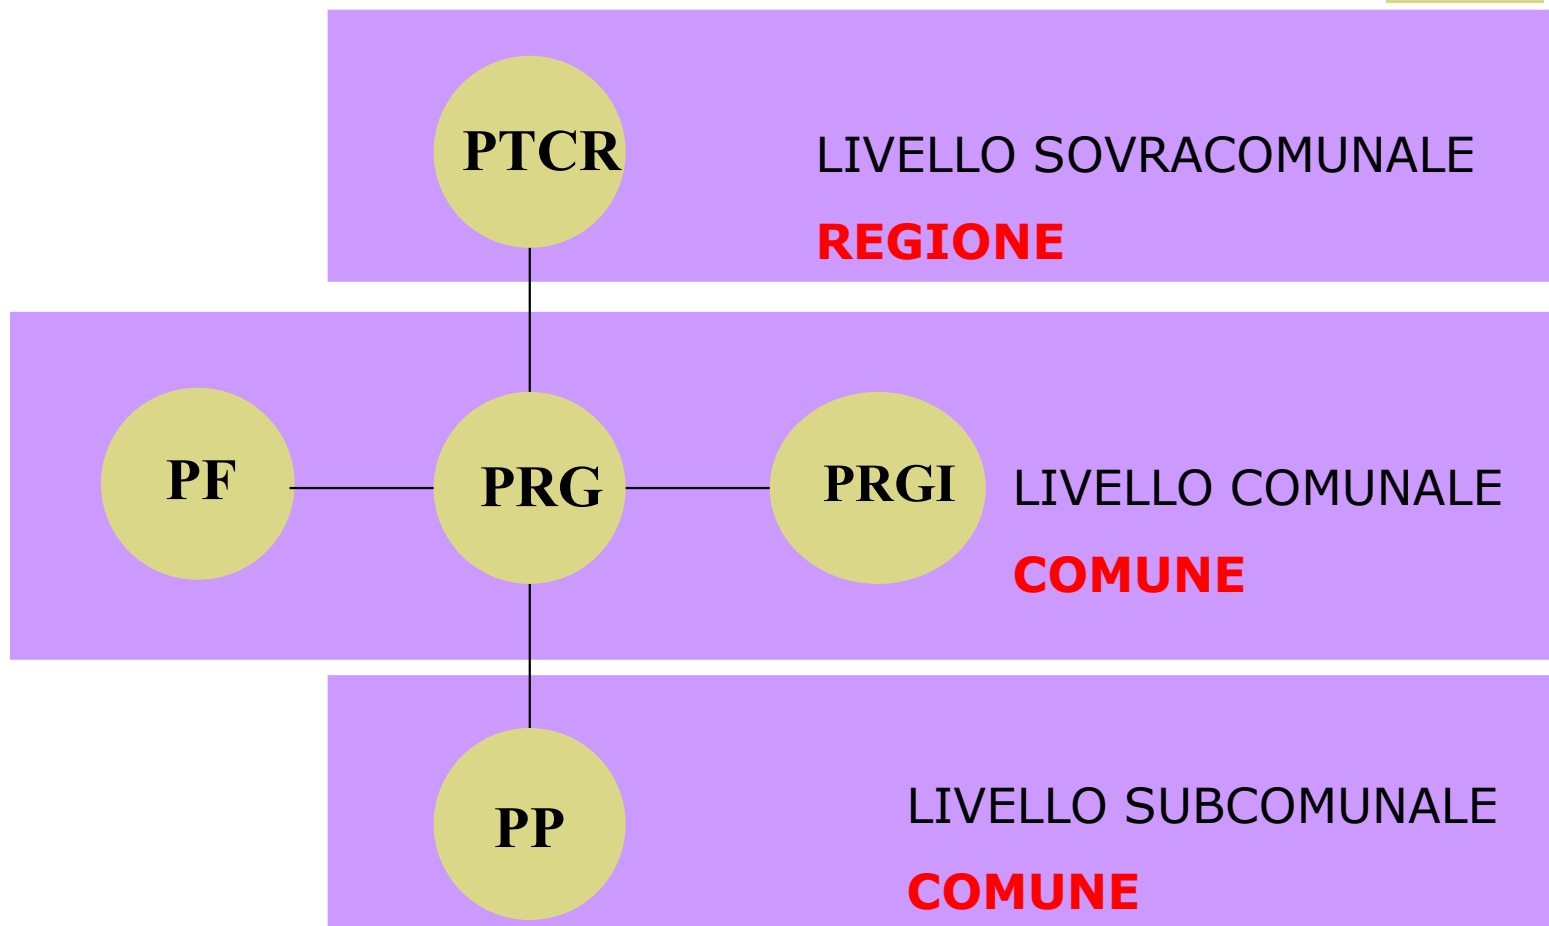 PTCR
LIVELLO SOVRACOMUNALE
REGIONE
PF
PRG
PRGI
LIVELLO COMUNALE
COMUNE
PP
LIVELLO SUBCOMUNALE
COMUNE